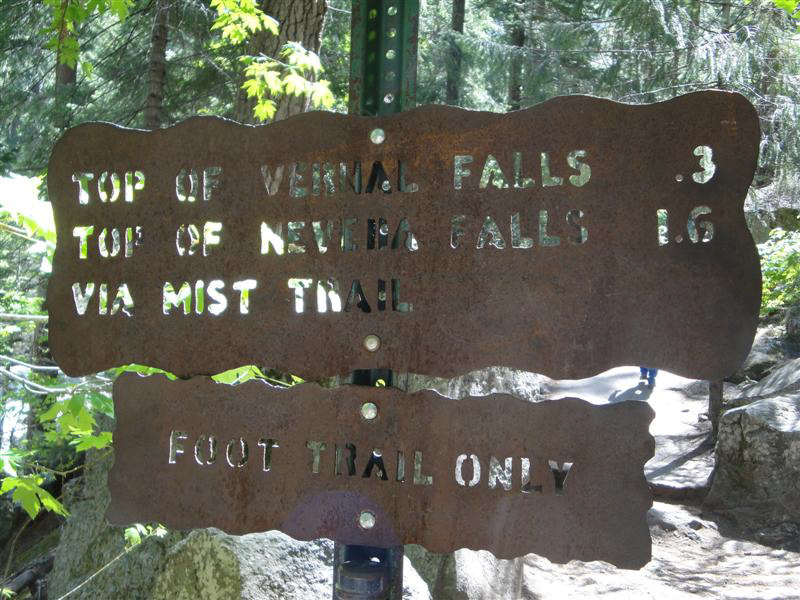 TOP OF VERNAL FALLS .3
TOP OF NEVEDA FALLS 1.6
VIA MIST TRAIL
FOOT TRAIL ONLY